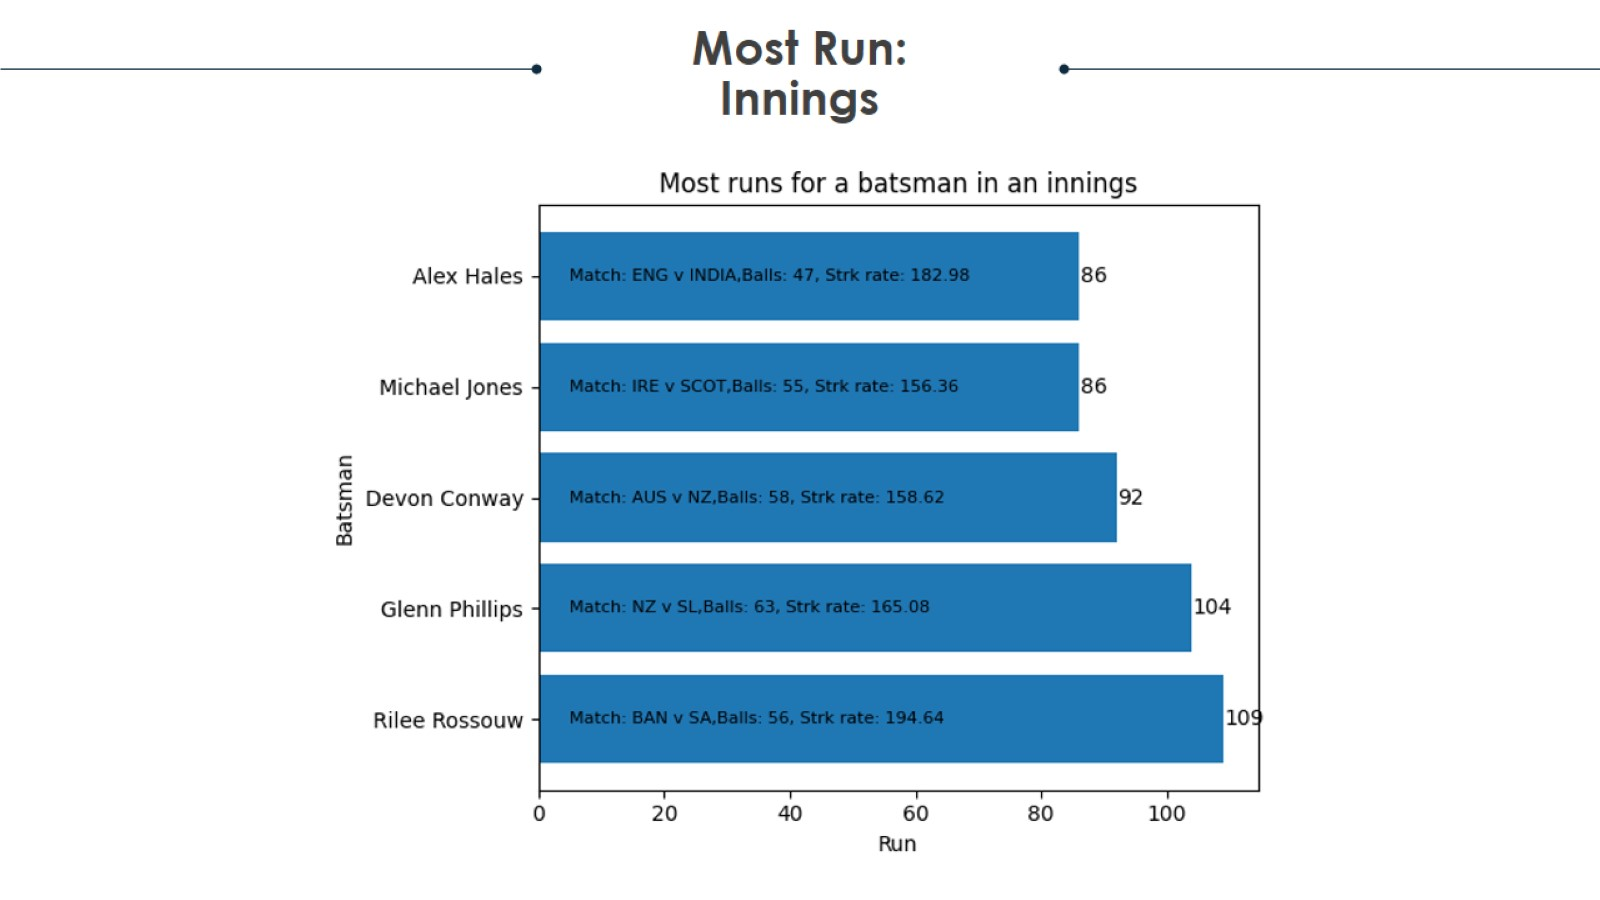 Most Run:
Innings
Most runs for a batsman in an innings
Alex Hales
Match: ENG v INDIA,Balls: 47, Strk rate: 182.98
86
Michael Jones
Match: IRE v SCOT,Balls: 55, Strk rate: 156.36
86
Devon Conway
Match: AUS v NZ,Balls: 58, Strk rate: 158.62
92
Glenn Phillips
Match: NZ v SL,Balls: 63, Strk rate: 165.08
104
Rilee Rossouw
Match: BAN v SA,Balls: 56, Strk rate: 194.64
109
Batsman
0 20 40 60 80 100
Run